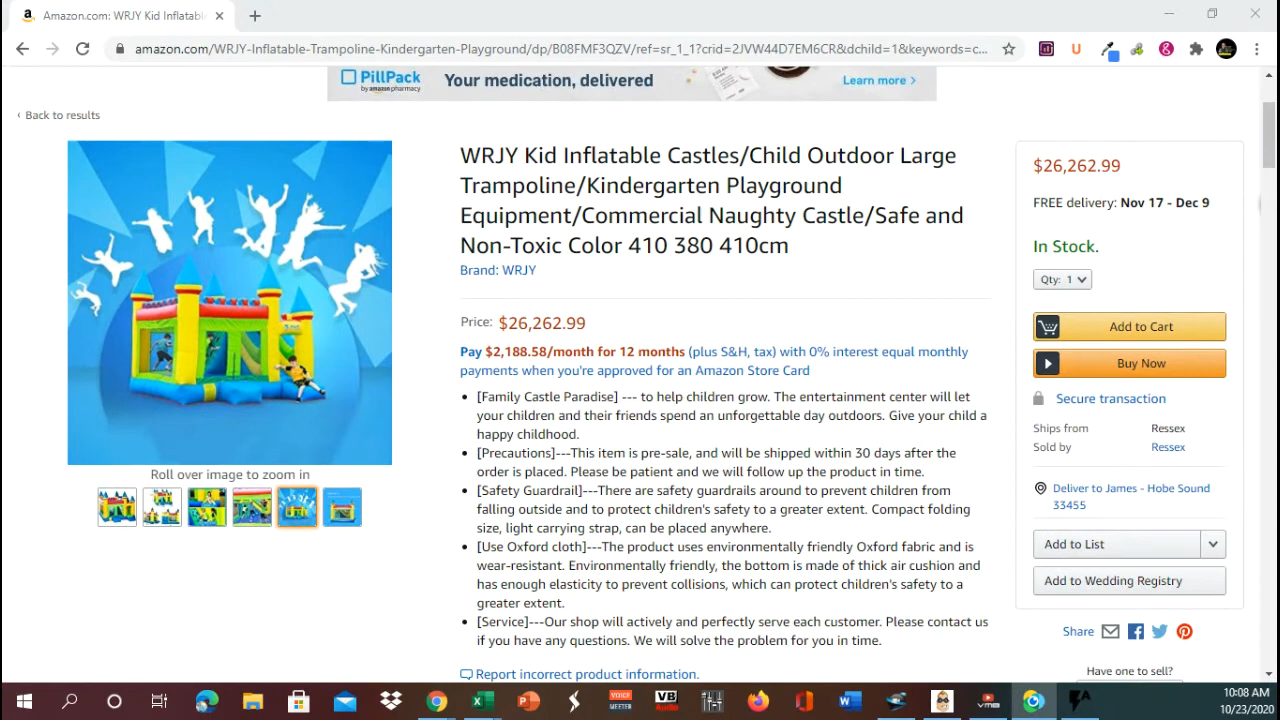 Amazon.com: WRJY Kid Inflatable
amazon.com/WRJY-Inflatable-Trampoline-Kindergarten-Playground/dp/B08FMF3QZV/ref=sr_1_1?crid=2JVW44D7EM6CR&dchild=1&keywords=c...
PillPack
by amazon pharmacy
Your medication, delivered
Learn more >
‹ Back to results
WRJY Kid Inflatable Castles/Child Outdoor Large
Trampoline/Kindergarten Playground
Equipment/Commercial Naughty Castle/Safe and
Non-Toxic Color 410 380 410cm
Brand: WRJY
Price: $26,262.99
Pay $2,188.58/month for 12 months (plus S&H, tax) with 0% interest equal monthly
payments when you're approved for an Amazon Store Card
• [Family Castle Paradise] --- to help children grow. The entertainment center will let
your children and their friends spend an unforgettable day outdoors. Give your child a
happy childhood.
• [Precautions]---This item is pre-sale, and will be shipped within 30 days after the
order is placed. Please be patient and we will follow up the product in time.
• [Safety Guardrail]---There are safety guardrails around to prevent children from
falling outside and to protect children's safety to a greater extent. Compact folding
size, light carrying strap, can be placed anywhere.
• [Use Oxford cloth]---The product uses environmentally friendly Oxford fabric and is
wear-resistant. Environmentally friendly, the bottom is made of thick air cushion and
has enough elasticity to prevent collisions, which can protect children's safety to a
greater extent.
• [Service]---Our shop will actively and perfectly serve each customer. Please contact us
if you have any questions. We will solve the problem for you in time.
Report incorrect product information.
Roll over image to zoom in
$26,262.99
FREE delivery: Nov 17 - Dec 9
In Stock.
Qty: 1
Add to Cart
Buy Now
Secure transaction
Ships from Ressex
Sold by Ressex
Deliver to James - Hobe Sound
33455
Add to List
Add to Wedding Registry
Share
Have one to sell?
VOICE
MEETER
VB
Audio
VMB
10:08 AM
10/23/2020